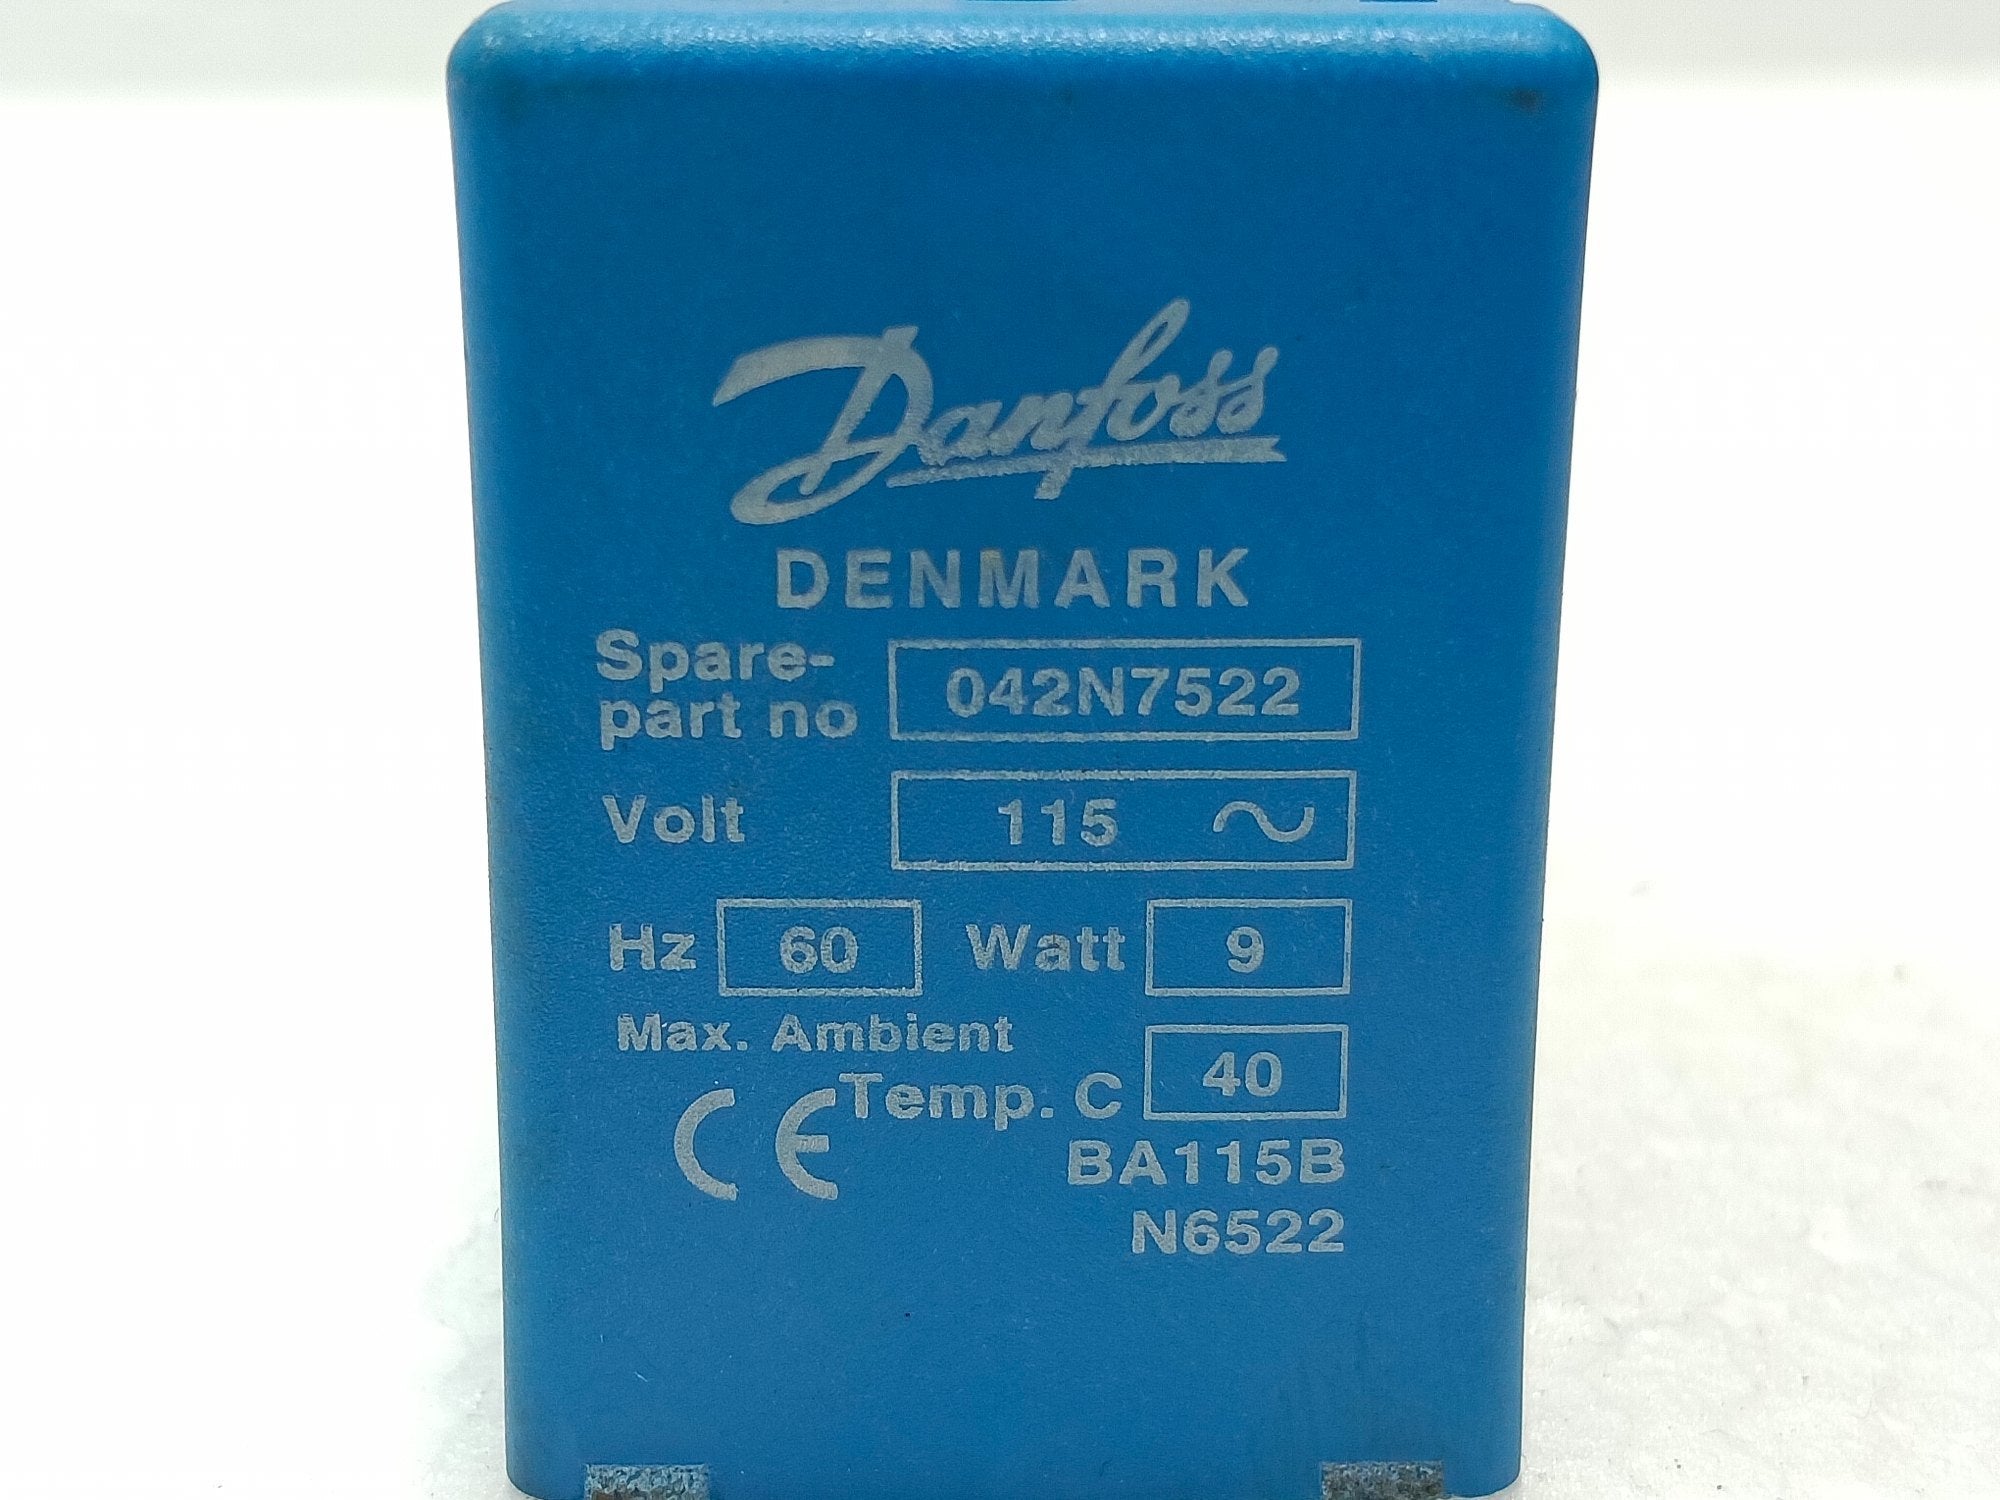 Danfoss
DENMARK
Spare-
part no 042N7522
Volt 115 ~
Hz 60 Watt 9
Max. Ambient
Temp. C 40
CE
BA115B
N6522